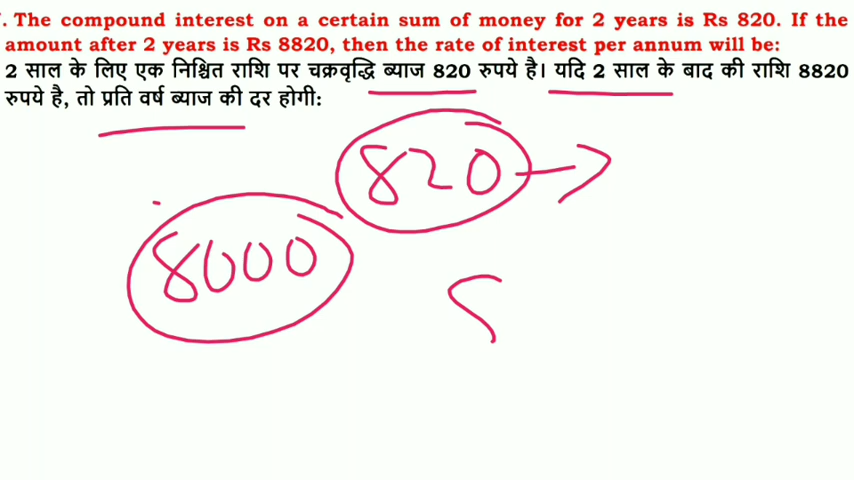 . The compound interest on a certain sum of money for 2 years is Rs 820. If the
amount after 2 years is Rs 8820, then the rate of interest per annum will be:
2 साल के लिए एक निश्चित राशि पर चक्रवृद्धि ब्याज 820 रुपये है। यदि 2 साल के बाद की राशि 8820
रुपये है, तो प्रति वर्ष ब्याज की दर होगी:
820
8000